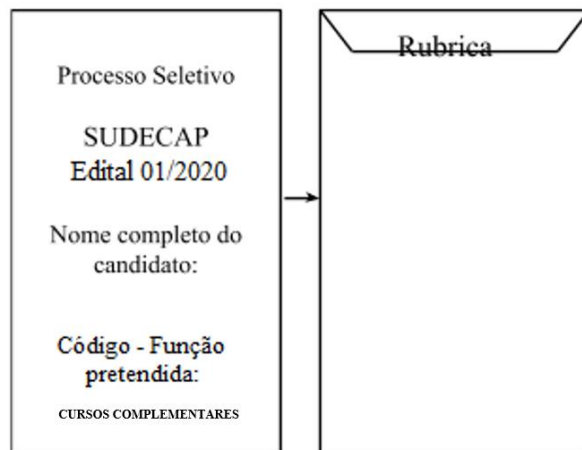 Processo Seletivo
SUDECAP
Edital 01/2020
Nome completo do
candidato:
Código - Função
pretendida:
CURSOS COMPLEMENTARES
Rubrica